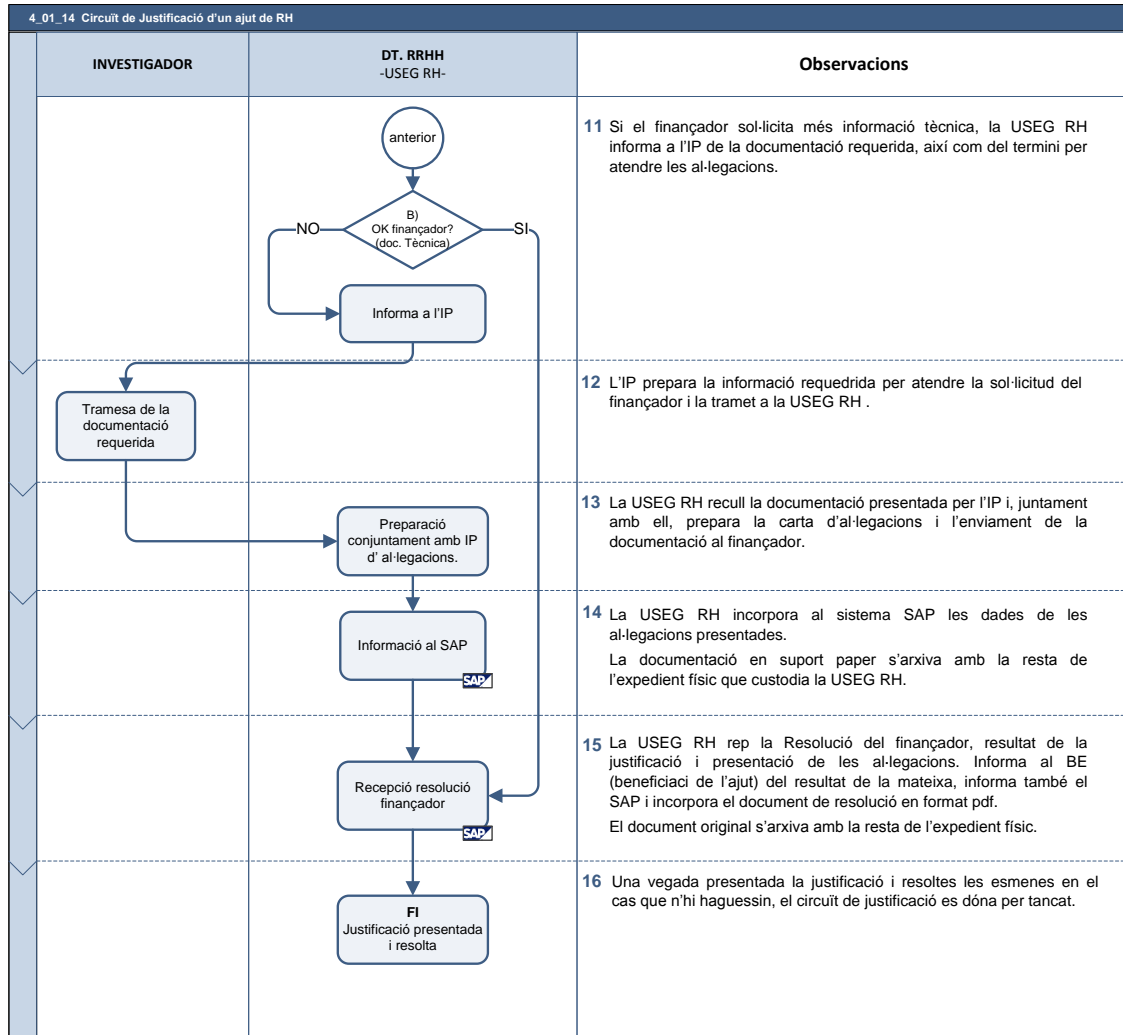 4_01_14 Circuït de Justificació d'un ajut de RH
INVESTIGADOR
DT. RRHH
-USEG RH-
Observacions
anterior
B)
OK finançador?
(doc. Tècnica)
NO
SI
Informa a l'IP
11 Si el finançador sol·licita més informació tècnica, la USEG RH
informa a l'IP de la documentació requerida, així com del termini per
atendre les al·legacions.
Tramesa de la
documentació
requerida
12 L'IP prepara la informació requedrida per atendre la sol·licitud del
finançador i la tramet a la USEG RH .
Preparació
conjuntament amb IP
d' al·legacions.
13 La USEG RH recull la documentació presentada per l'IP i, juntament
amb ell, prepara la carta d'al·legacions i l'enviament de la
documentació al finançador.
Informació al SAP
SAP
14 La USEG RH incorpora al sistema SAP les dades de les
al·legacions presentades.
La documentació en suport paper s'arxiva amb la resta de
l'expedient físic que custodia la USEG RH.
Recepció resolució
finançador
SAP
15 La USEG RH rep la Resolució del finançador, resultat de la
justificació i presentació de les al·legacions. Informa al BE
(beneficiaci de l'ajut) del resultat de la mateixa, informa també el
SAP i incorpora el document de resolució en format pdf.
El document original s'arxiva amb la resta de l'expedient físic.
FI
Justificació presentada
i resolta
16 Una vegada presentada la justificació i resoltes les esmenes en el
cas que n'hi haguessin, el circuït de justificació es dóna per tancat.